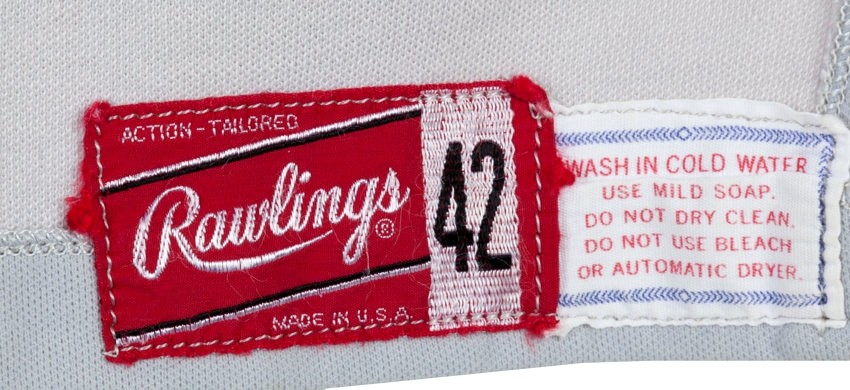 ACTION-TAILORED
Rawlings®
MADE IN U.S.A.
42
WASH IN COLD WATER
USE MILD SOAP.
DO NOT DRY CLEAN.
DO NOT USE BLEACH
OR AUTOMATIC DRYER.